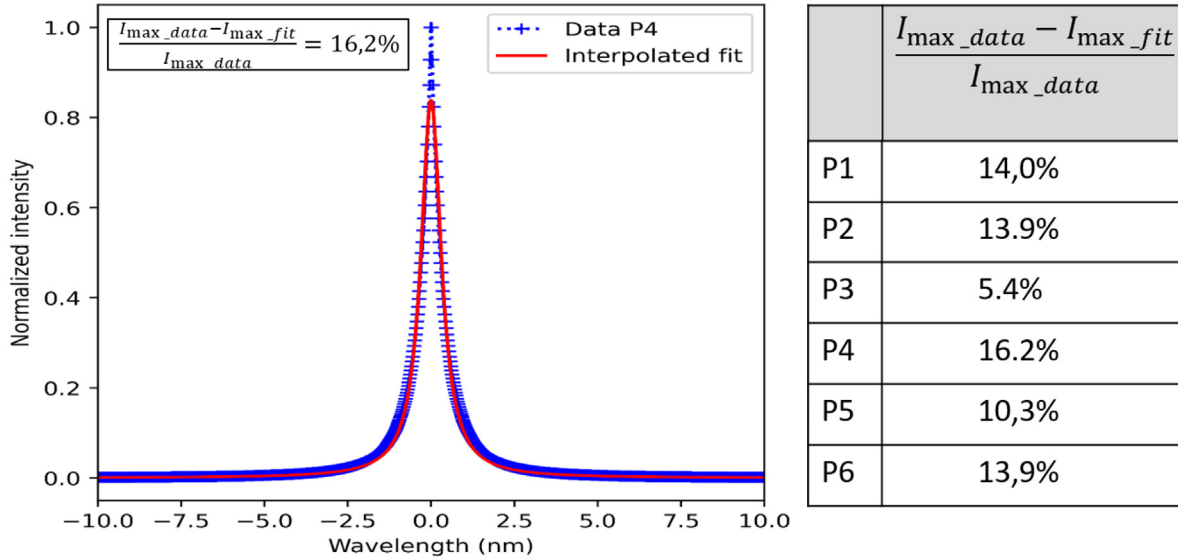 I_max_data−I_max_fit
I_max_data
= 16,2%
Data P4
Interpolated fit
1.0
0.8
0.6
0.4
0.2
0.0
Normalized intensity
−10.0 −7.5 −5.0 −2.5 0.0 2.5 5.0 7.5 10.0
Wavelength (nm)
I_max_data − I_max_fit
I_max_data
P1 14,0%
P2 13.9%
P3 5.4%
P4 16.2%
P5 10,3%
P6 13,9%